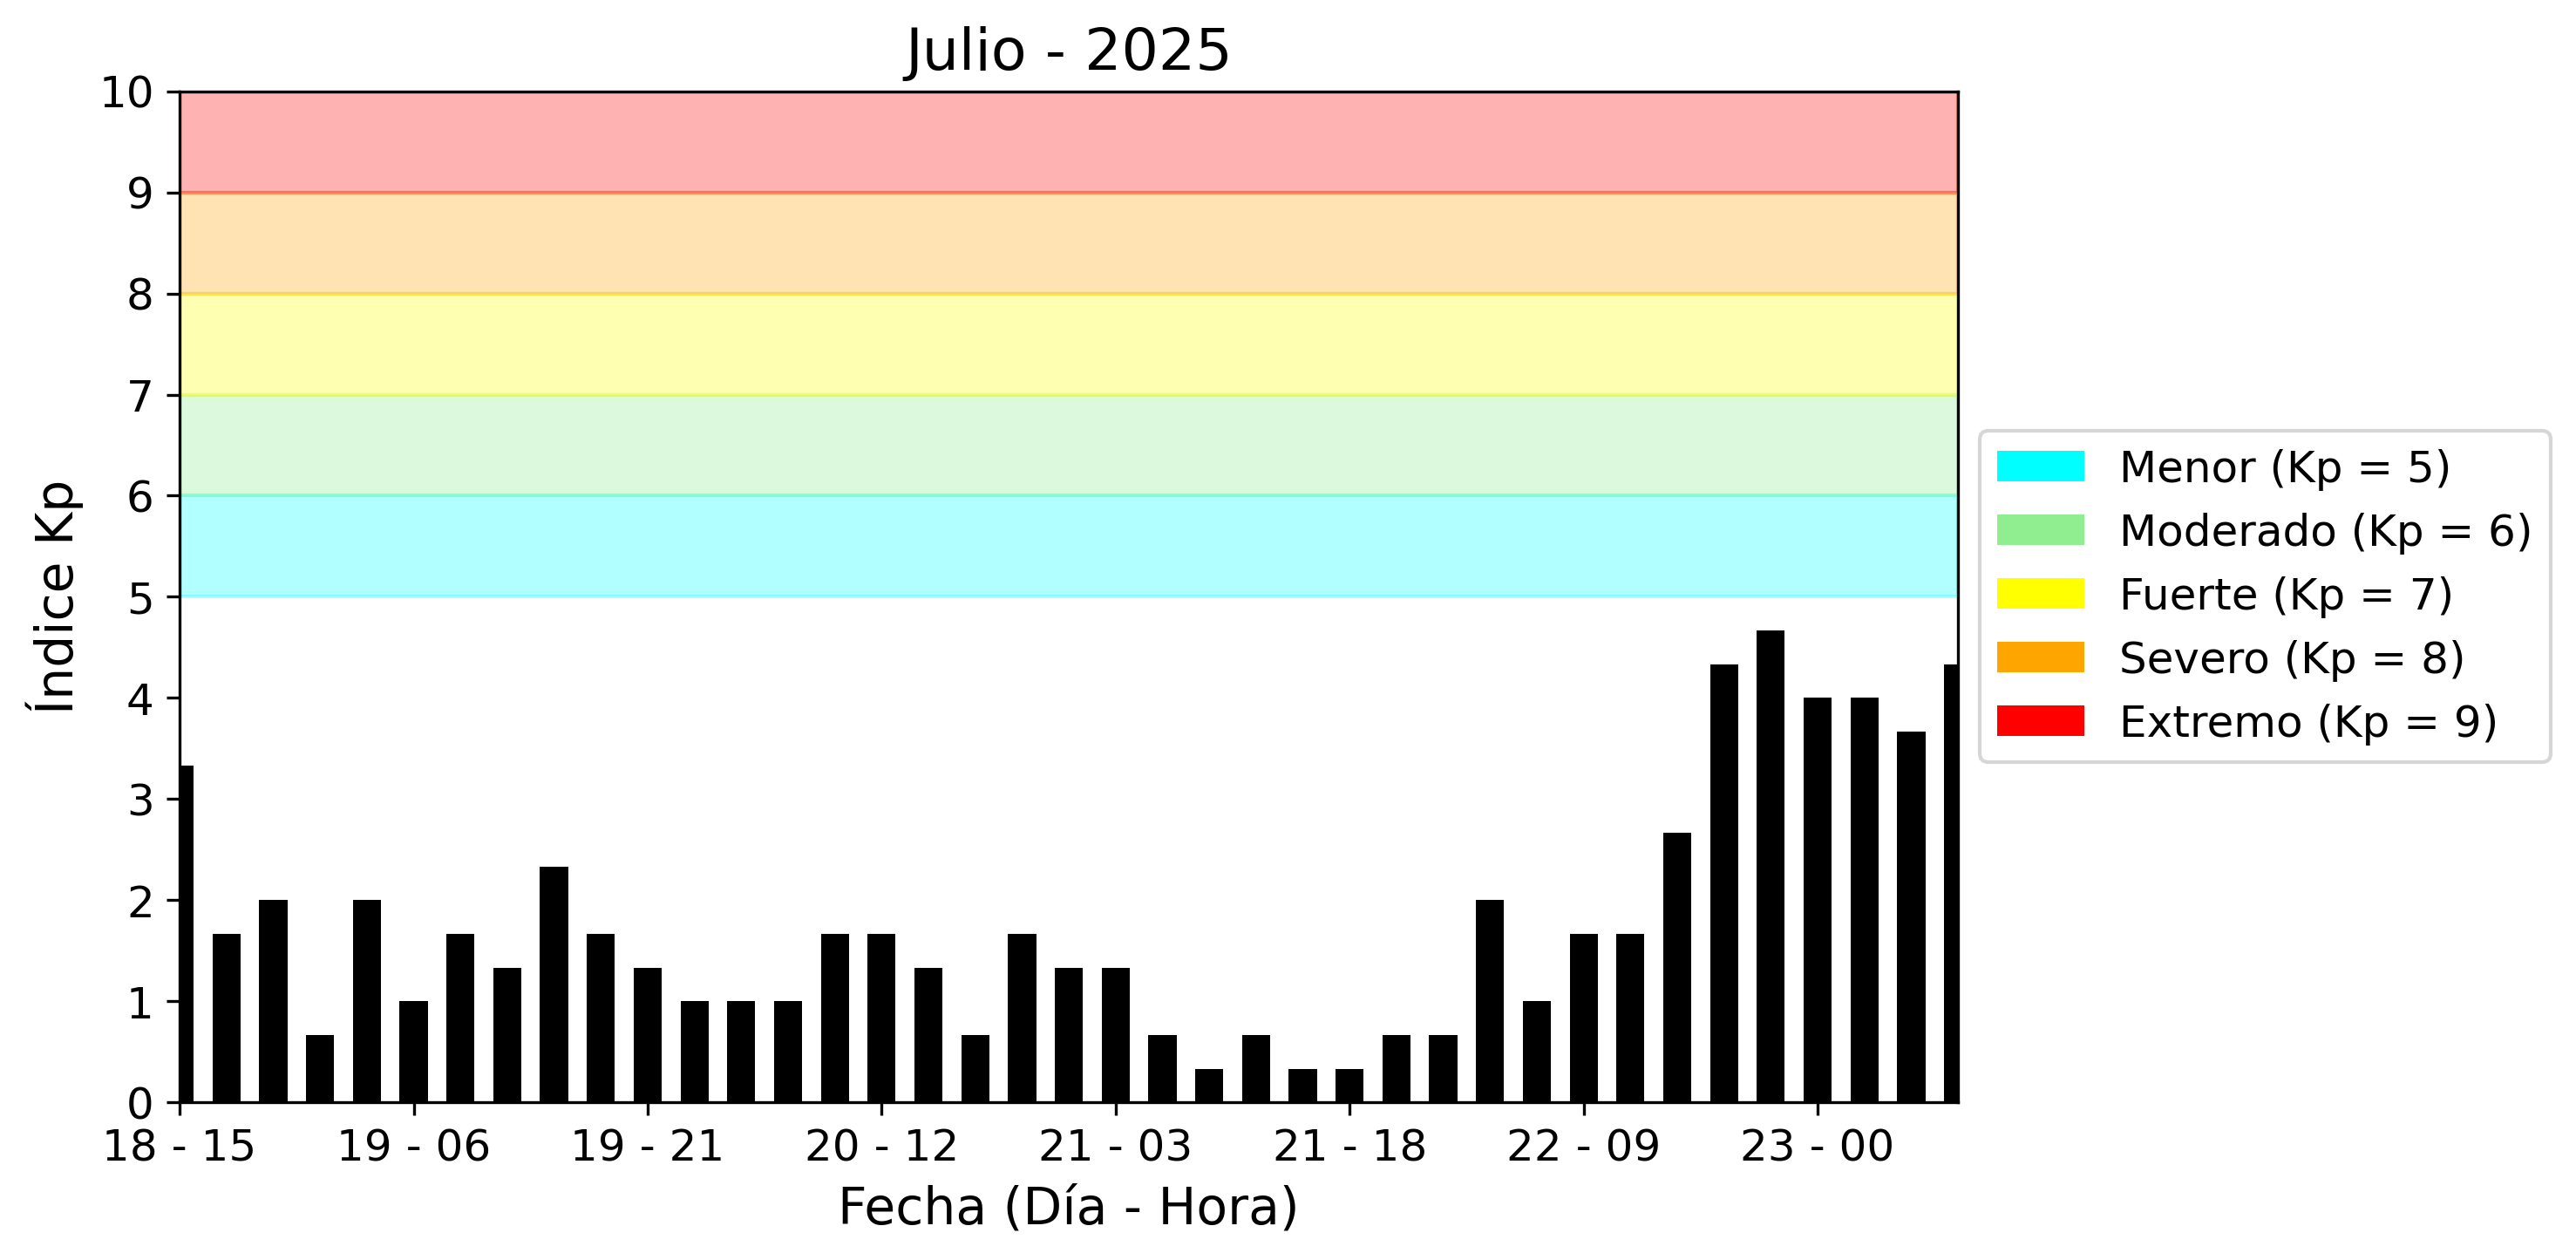 Julio - 2025
Índice Kp
10
9
8
7
6
5
4
3
2
1
0
18 - 15 19 - 06 19 - 21 20 - 12 21 - 03 21 - 18 22 - 09 23 - 00
Fecha (Día - Hora)
Menor (Kp = 5)
Moderado (Kp = 6)
Fuerte (Kp = 7)
Severo (Kp = 8)
Extremo (Kp = 9)